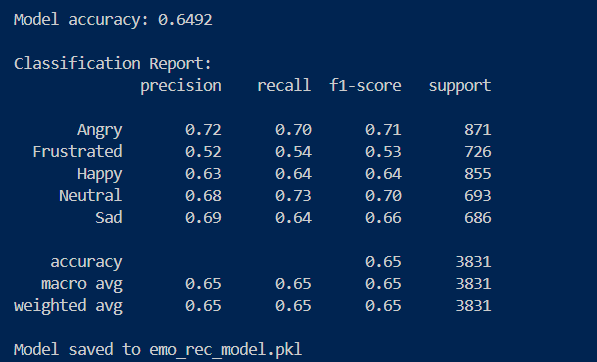 Model accuracy: 0.6492
Classification Report:
precision recall f1-score support
Angry 0.72 0.70 0.71 871
Frustrated 0.52 0.54 0.53 726
Happy 0.63 0.64 0.64 855
Neutral 0.68 0.73 0.70 693
Sad 0.69 0.64 0.66 686
accuracy 0.65 3831
macro avg 0.65 0.65 0.65 3831
weighted avg 0.65 0.65 0.65 3831
Model saved to emo_rec_model.pkl